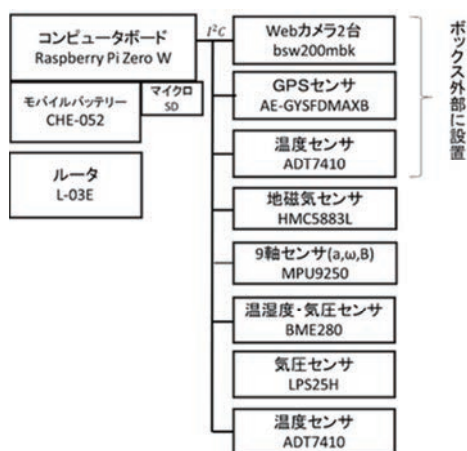 コンピュータボード
Raspberry Pi Zero W
モバイルバッテリー
CHE-052
マイクロ
SD
ルータ
L-03E
I²C
Webカメラ2台
bsw200mbk
GPSセンサ
AE-GYSFDMAXB
温度センサ
ADT7410
地磁気センサ
HMC5883L
9軸センサ(a,ω,B)
MPU9250
温湿度・気圧センサ
BME280
気圧センサ
LPS25H
温度センサ
ADT7410
ボックス外部に設置